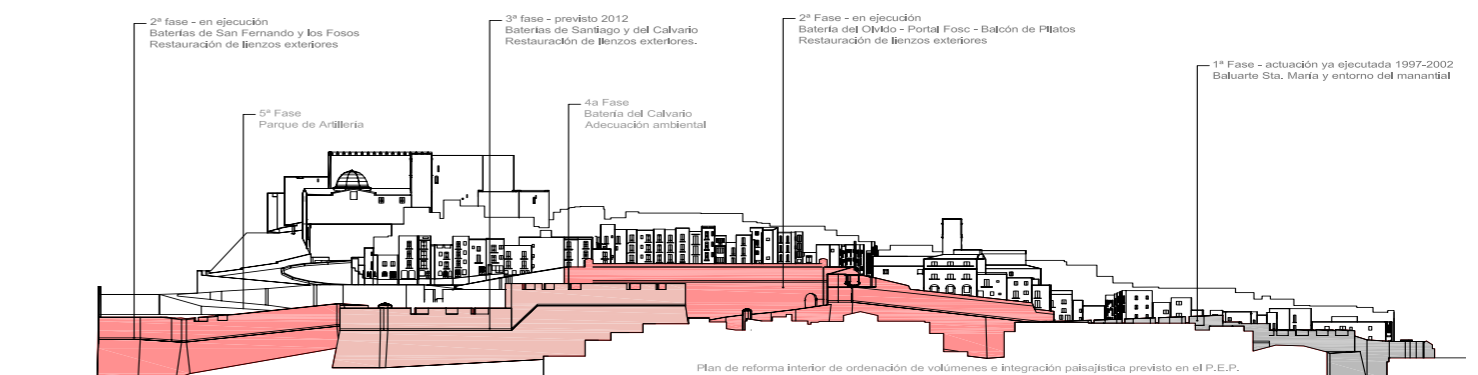 2ª fase - en ejecución
Baterías de San Fernando y los Fosos
Restauración de lienzos exteriores
3ª fase - previsto 2012
Baterías de Santiago y del Calvario
Restauración de lienzos exteriores.
2ª Fase - en ejecución
Batería del Olvido - Portal Fosc - Balcón de Pilatos
Restauración de lienzos exteriores
1ª Fase - actuación ya ejecutada 1997-2002
Baluarte Sta. María y entorno del manantial
5ª Fase
Parque de Artillería
4a Fase
Batería del Calvario
Adecuación ambiental
Plan de reforma interior de ordenación de volúmenes e integración paisajística previsto en el P.E.P.